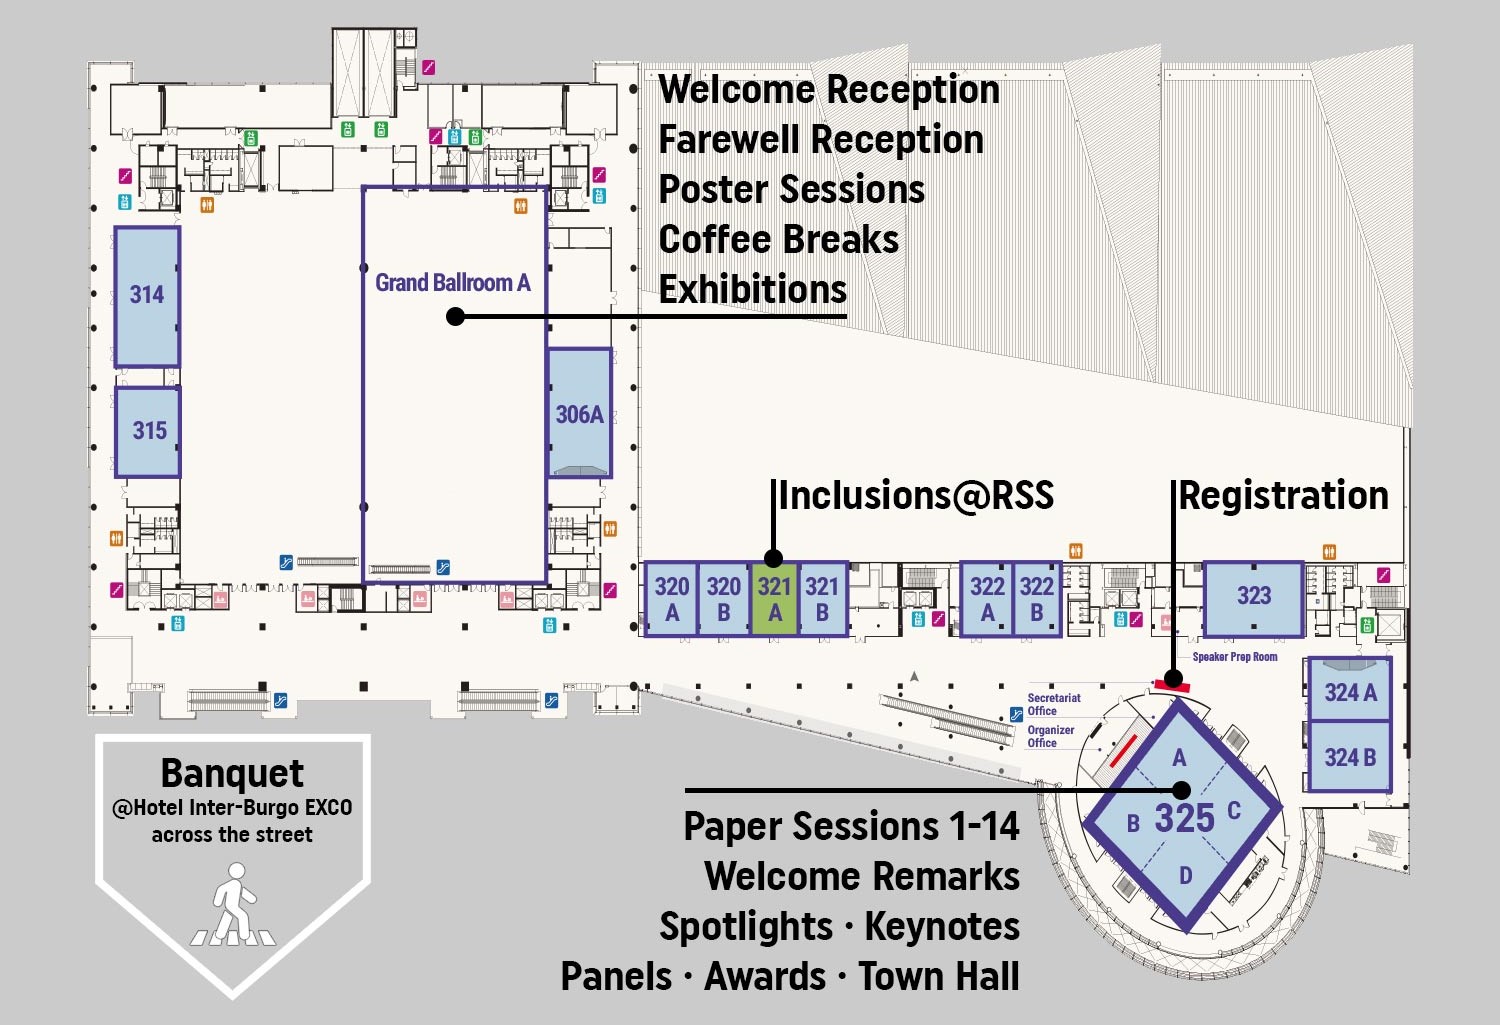 Welcome Reception
Farewell Reception
Poster Sessions
Coffee Breaks
Exhibitions
Grand Ballroom A
314
315
306A
Inclusions@RSS
Registration
320 A
320 B
321 A
321 B
322 A
322 B
323
Speaker Prep Room
324 A
324 B
Secretariat
Office
Organizer
Office
A
B
325
C
D
Banquet
@Hotel Inter-Burgo EXCO
across the street
Paper Sessions 1-14
Welcome Remarks
Spotlights · Keynotes
Panels · Awards · Town Hall